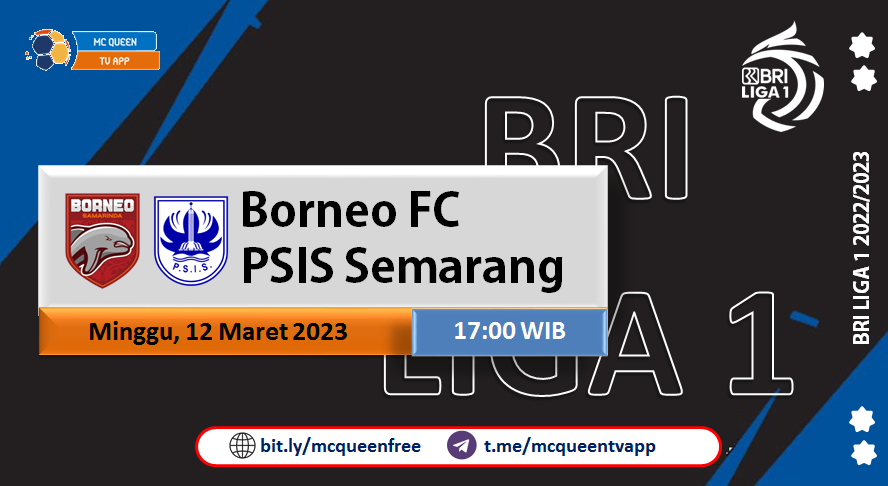 MC QUEEN
TV APP
BRI
LIGA 1
BRI
LIGA 1
BRI LIGA 1 2022/2023
BORNEO
SAMARINDA
P.S.I.S.
Borneo FC
PSIS Semarang
Minggu, 12 Maret 2023
17:00 WIB
bit.ly/mcqueenfree
t.me/mcqueentvapp